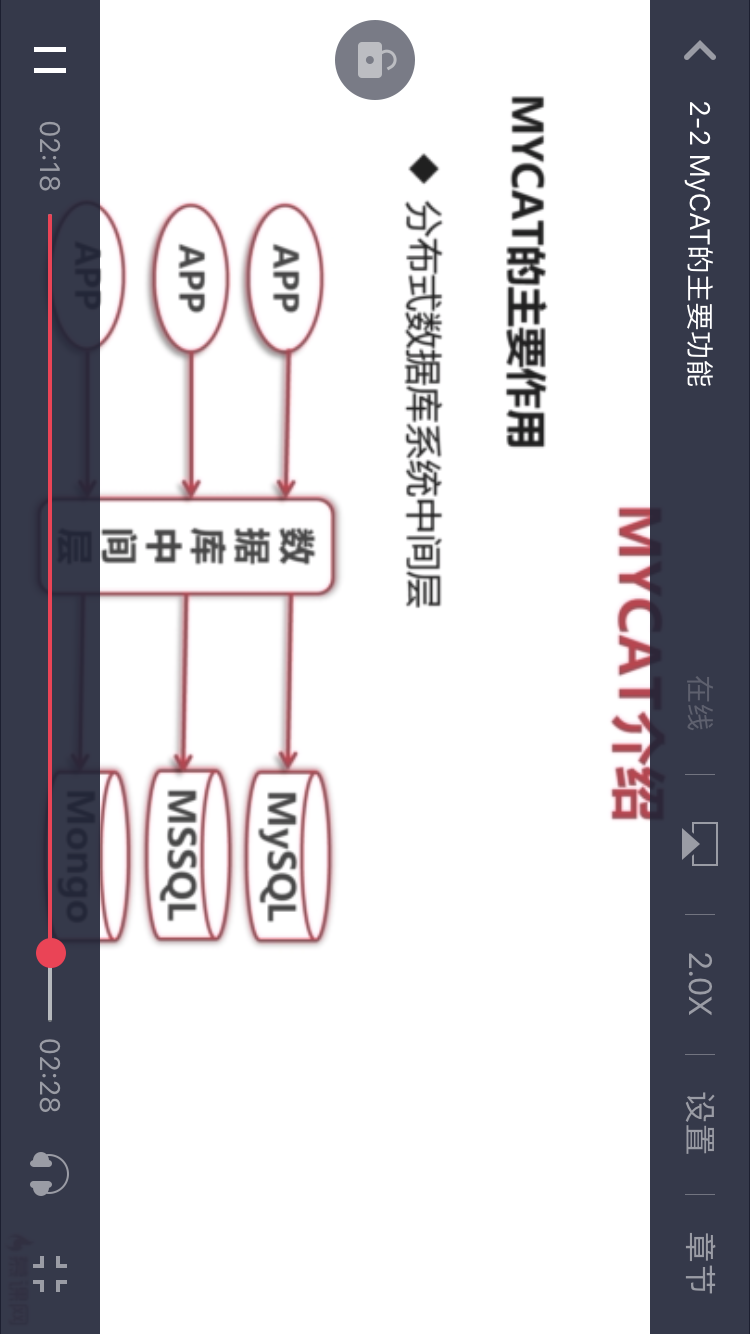 2-2 MyCAT的主要功能
在线
2.0X
设置
章节
MYCAT介绍
MYCAT的主要作用
分布式数据库系统中间层
APP
APP
APP
数据库中间层
MySQL
MSSQL
Mongo
02:18
02:28